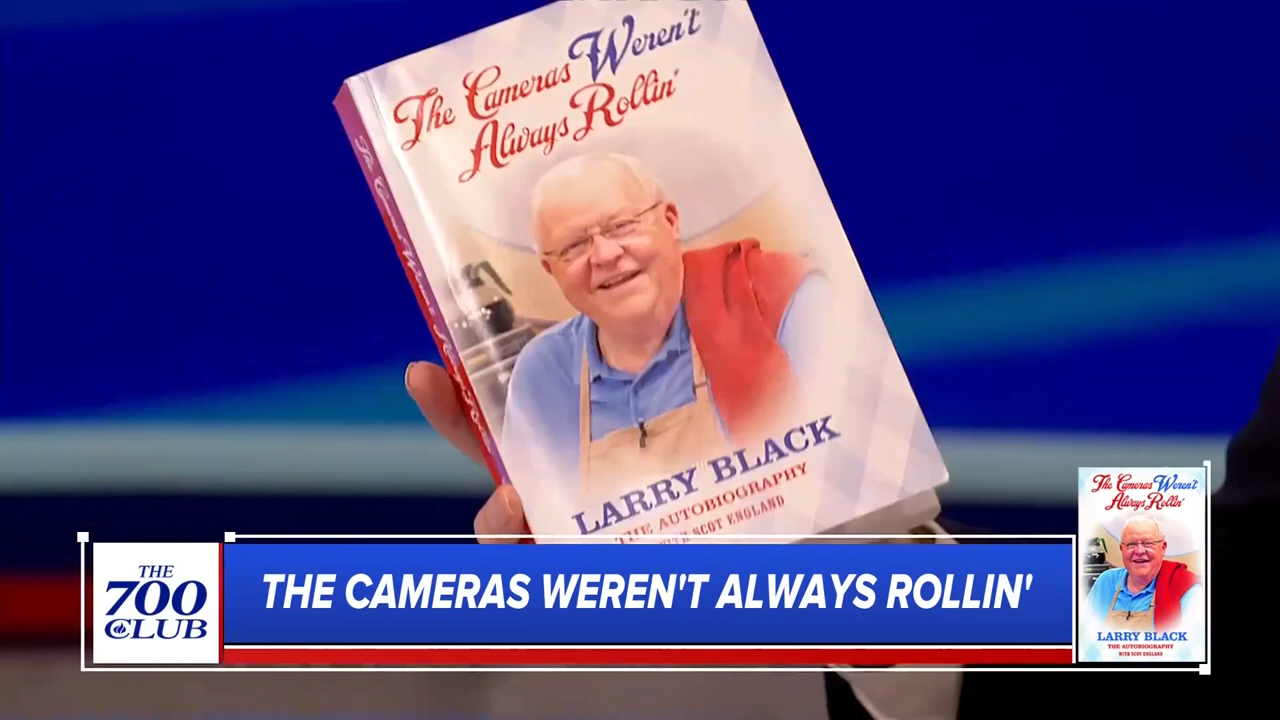 The Cameras Weren't
Always Rollin'
LARRY BLACK
THE AUTOBIOGRAPHY
WITH SCOT ENGLAND
THE
700
CLUB
THE CAMERAS WEREN'T ALWAYS ROLLIN'
The Cameras Weren't
Always Rollin'
LARRY BLACK
THE AUTOBIOGRAPHY
WITH SCOT ENGLAND